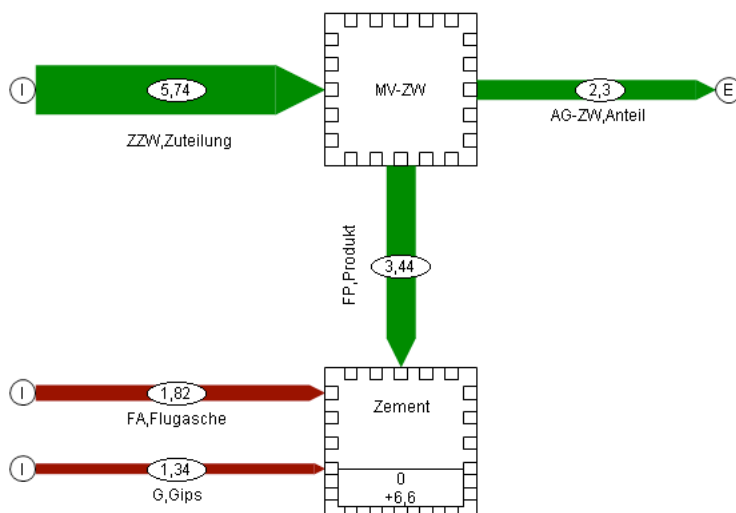 I
5,74
ZZW,Zuteilung
MV-ZW
2,3
AG-ZW,Anteil
E
FP,Produkt
3,44
I
1,82
FA,Flugasche
Zement
I
1,34
G,Gips
0
+6,6